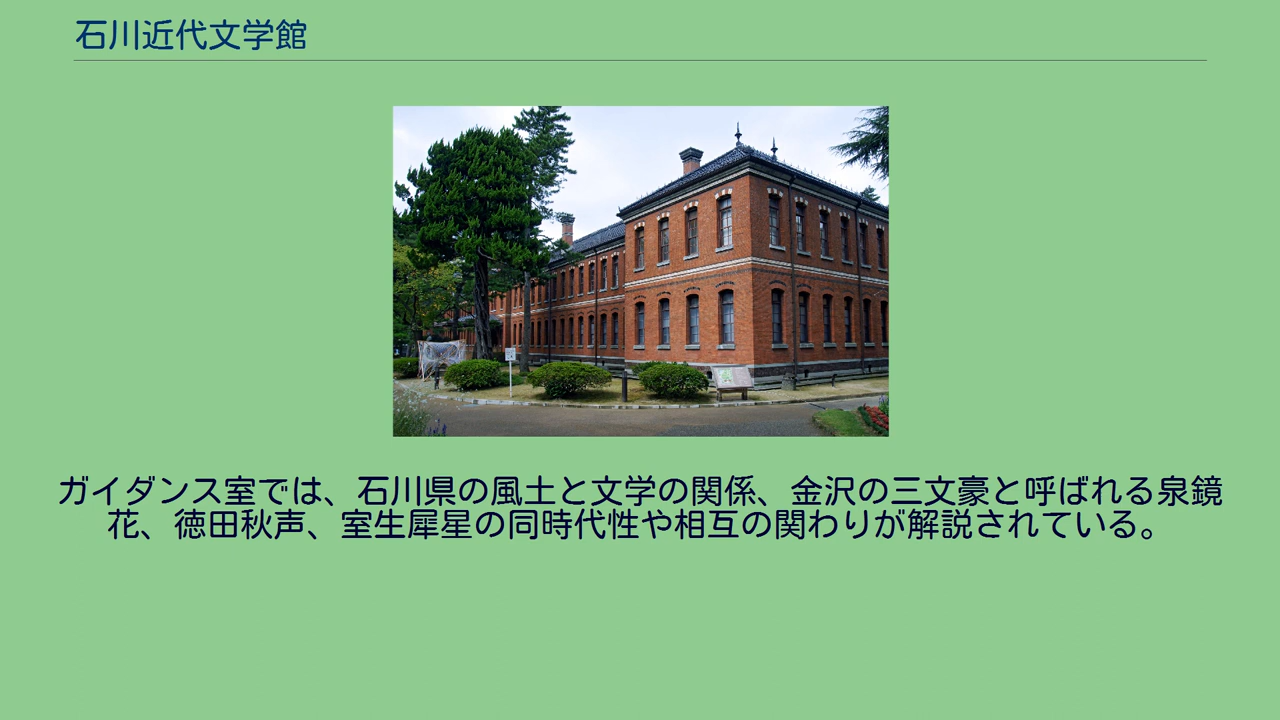 石川近代文学館
ガイダンス室では、石川県の風土と文学の関係、金沢の三文豪と呼ばれる泉鏡
花、徳田秋声、室生犀星の同時代性や相互の関わりが解説されている。